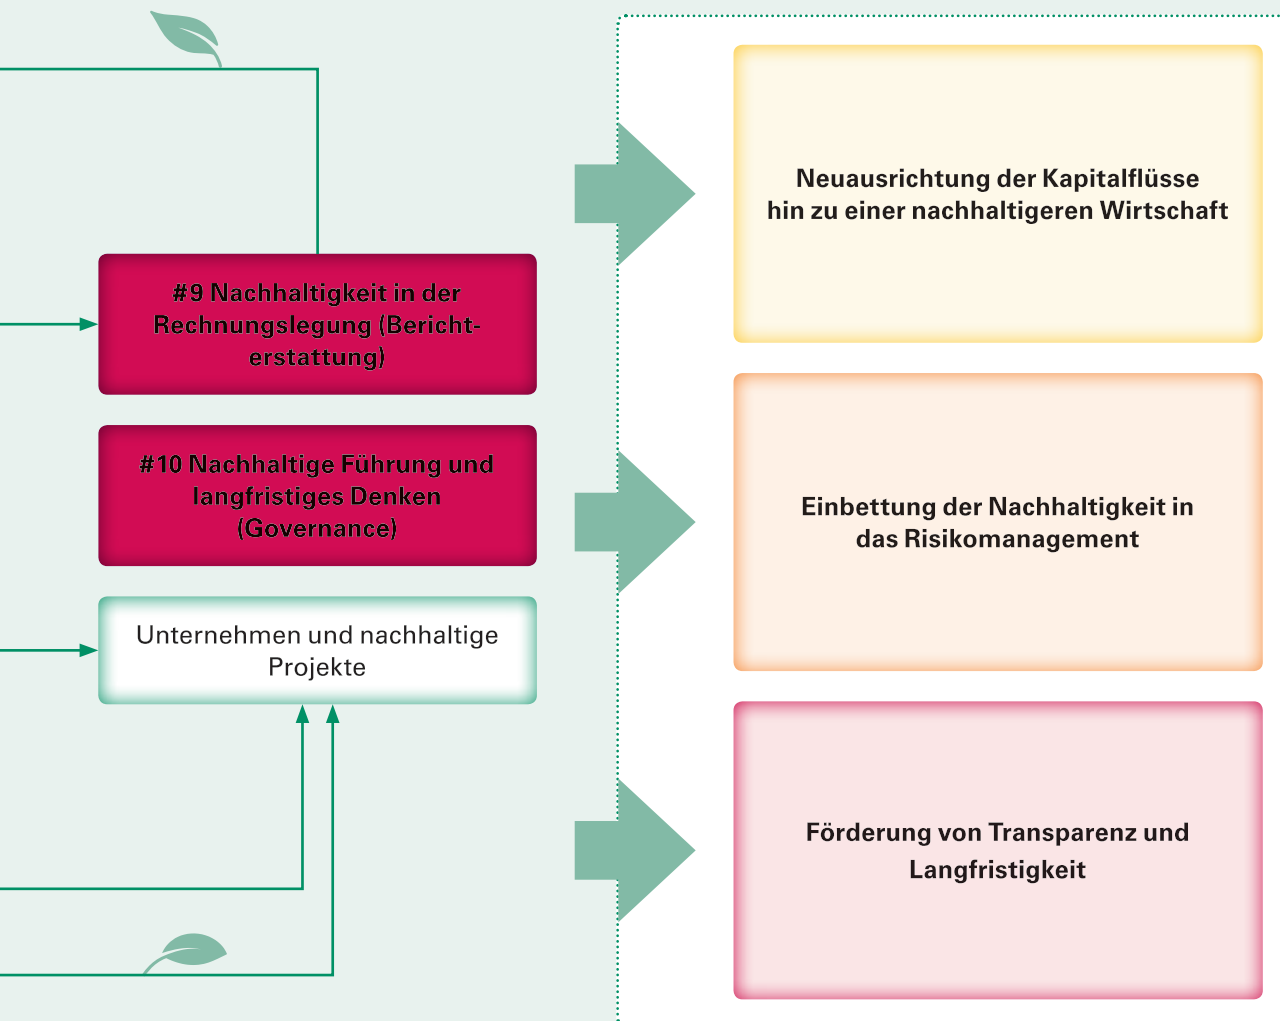 #9 Nachhaltigkeit in der
Rechnungslegung (Bericht-
erstattung)
#10 Nachhaltige Führung und
langfristiges Denken
(Governance)
Unternehmen und nachhaltige
Projekte
Neuausrichtung der Kapitalflüsse
hin zu einer nachhaltigeren Wirtschaft
Einbettung der Nachhaltigkeit in
das Risikomanagement
Förderung von Transparenz und
Langfristigkeit